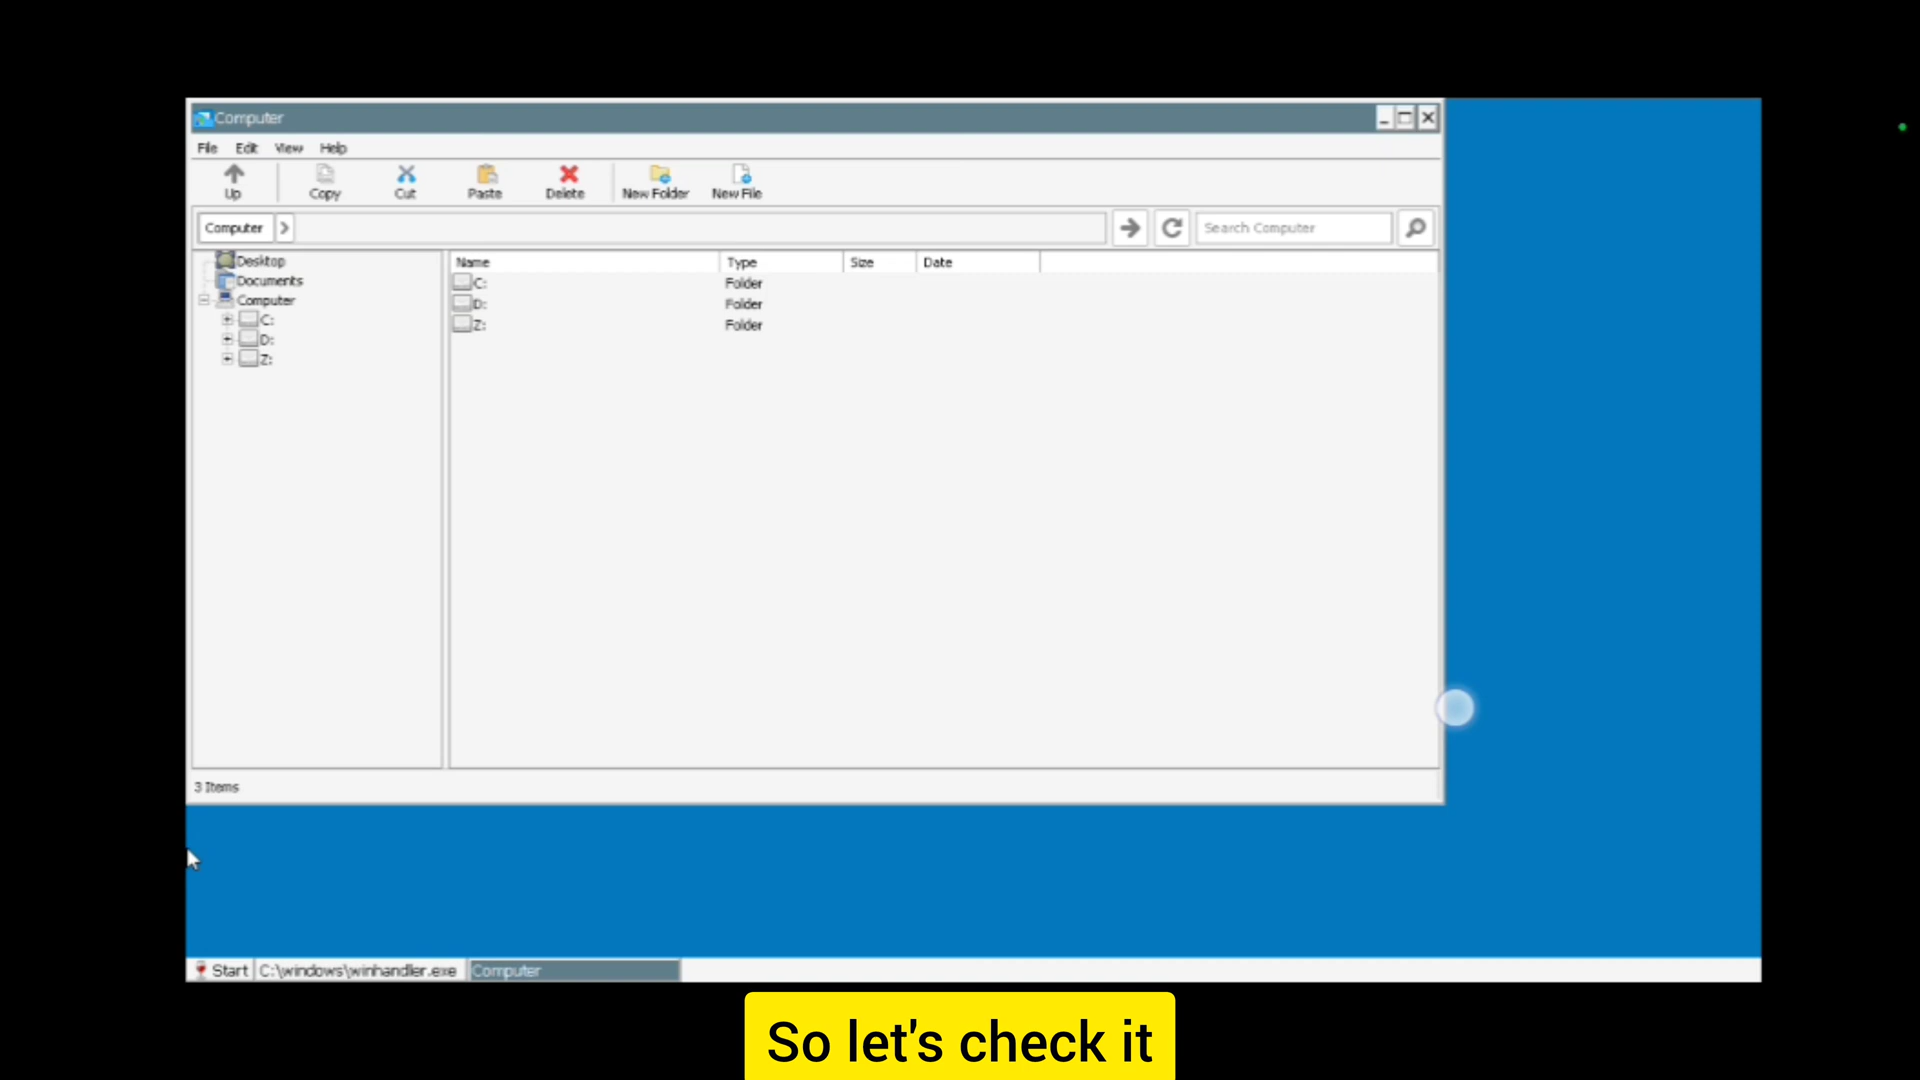 Computer
File Edit View Help
Up Copy Cut Paste Delete New Folder New File
Computer Search Computer
Desktop
Documents
Computer
C:
D:
Z:
Name Type Size Date
C: Folder
D: Folder
Z: Folder
3 Items
Start C:\windows\winhandler.exe Computer
So let's check it